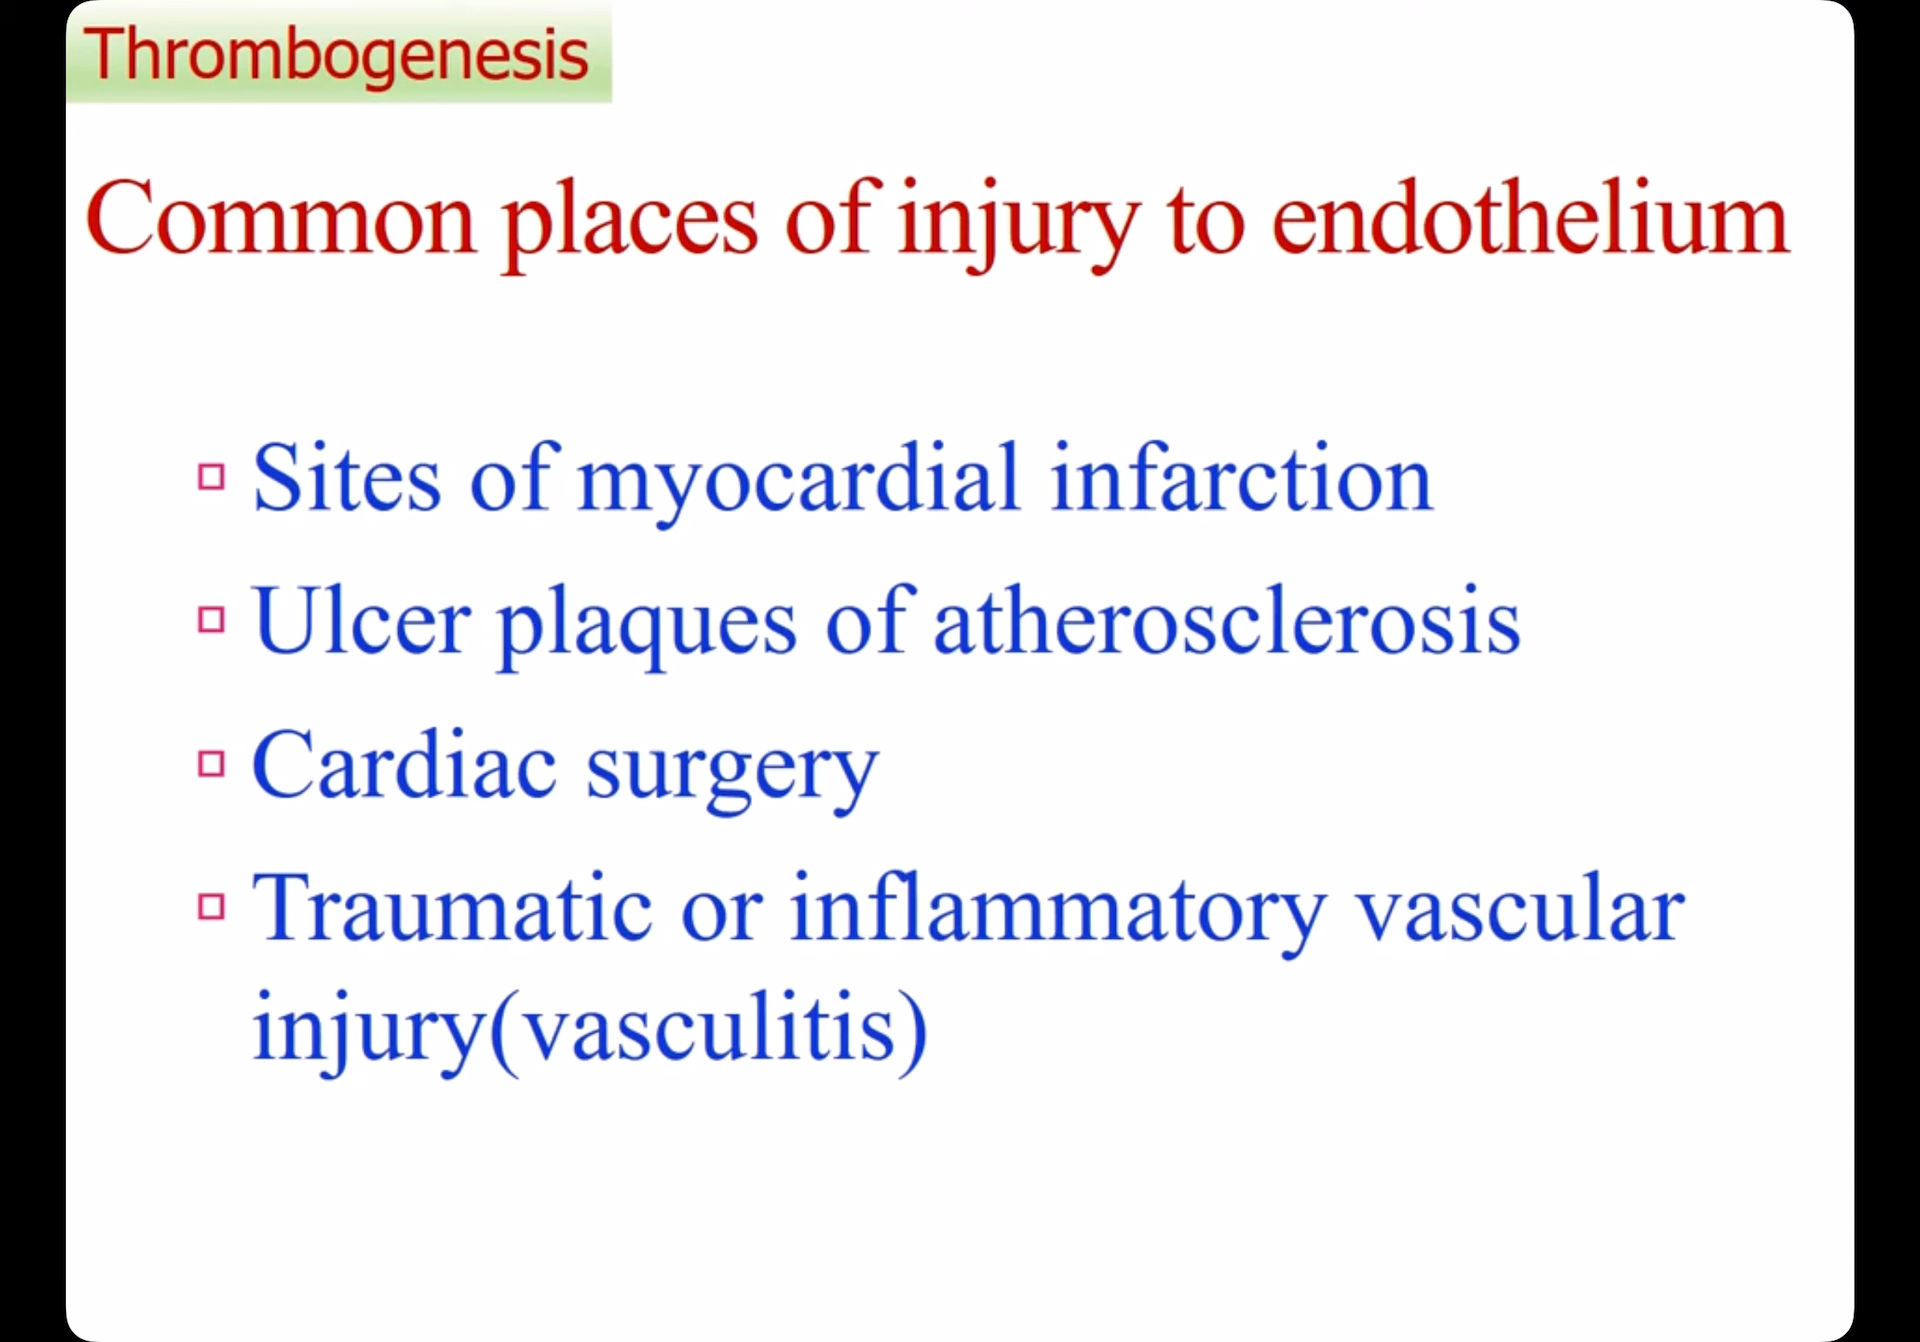 Thrombogenesis
Common places of injury to endothelium
Sites of myocardial infarction
Ulcer plaques of atherosclerosis
Cardiac surgery
Traumatic or inflammatory vascular
injury(vasculitis)